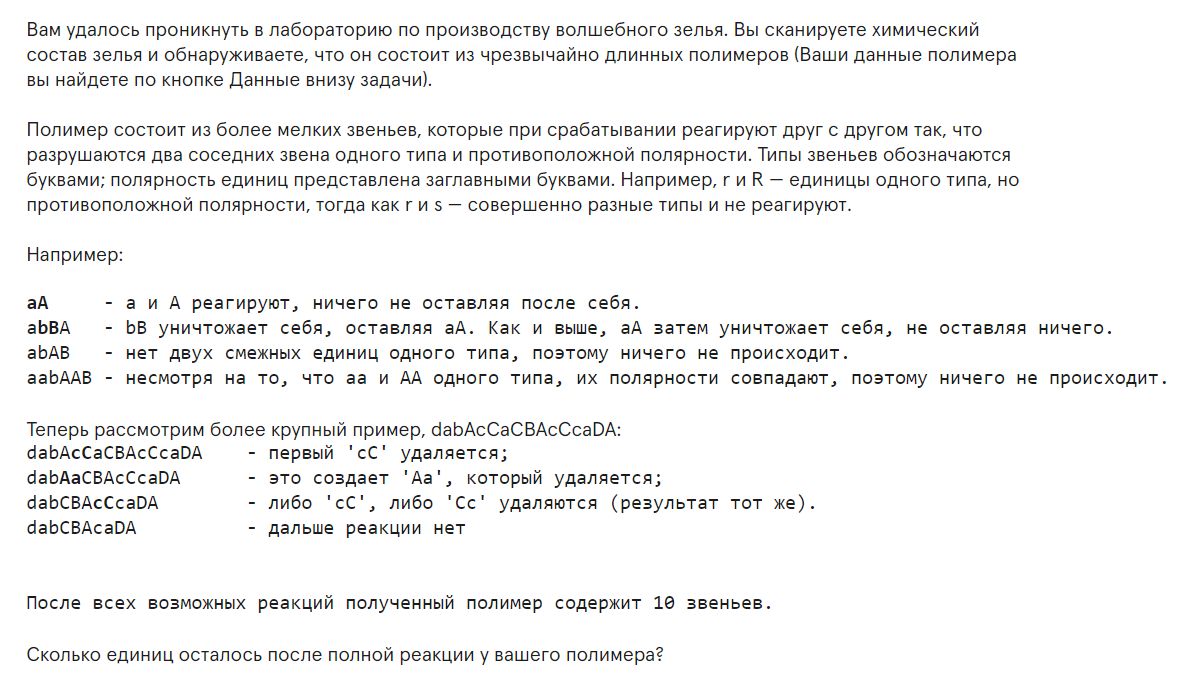 Вам удалось проникнуть в лабораторию по производству волшебного зелья. Вы сканируете химический
состав зелья и обнаруживаете, что он состоит из чрезвычайно длинных полимеров (Ваши данные полимера
вы найдете по кнопке Данные внизу задачи).
Полимер состоит из более мелких звеньев, которые при срабатывании реагируют друг с другом так, что
разрушаются два соседних звена одного типа и противоположной полярности. Типы звеньев обозначаются
буквами; полярность единиц представлена заглавными буквами. Например, r и R — единицы одного типа, но
противоположной полярности, тогда как r и s — совершенно разные типы и не реагируют.
Например:
aA - a и A реагируют, ничего не оставляя после себя.
abBA - bB уничтожает себя, оставляя aA. Как и выше, aA затем уничтожает себя, не оставляя ничего.
abAB - нет двух смежных единиц одного типа, поэтому ничего не происходит.
aabAAB - несмотря на то, что aa и AA одного типа, их полярности совпадают, поэтому ничего не происходит.
Теперь рассмотрим более крупный пример, dabAcCaCBAcCcaDA:
dabAcCaCBAcCcaDA - первый 'cC' удаляется;
dabAaCBAcCcaDA - это создает 'Aa', который удаляется;
dabCBAcCcaDA - либо 'cC', либо 'Cc' удаляются (результат тот же).
dabCBAcaDA - дальше реакции нет
После всех возможных реакций полученный полимер содержит 10 звеньев.
Сколько единиц осталось после полной реакции у вашего полимера?